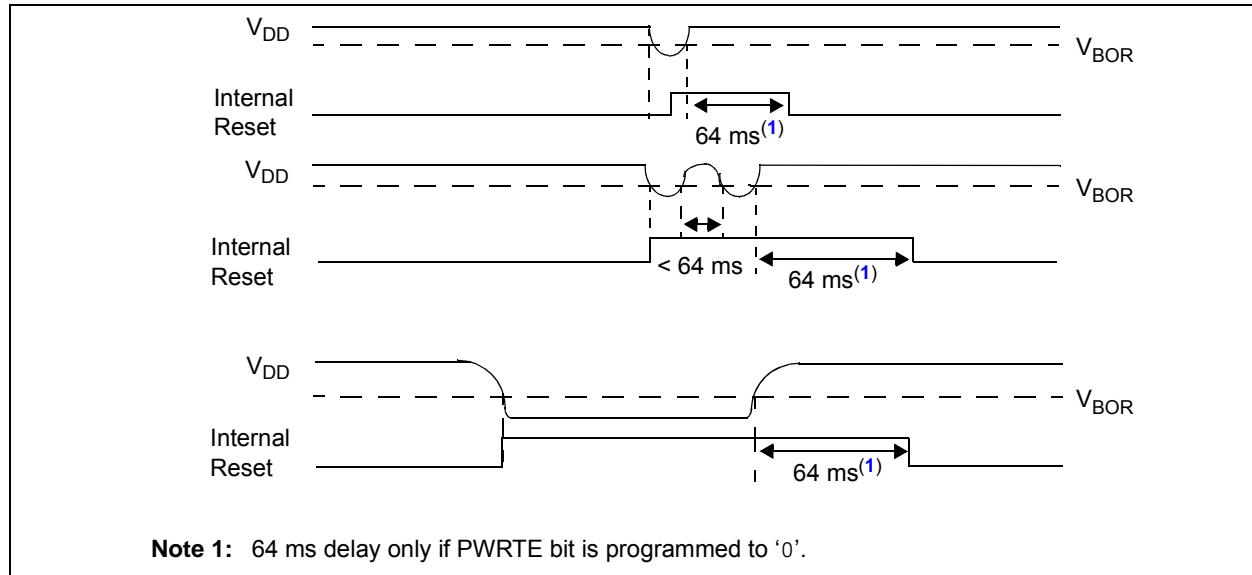 VDD
VBOR
Internal
Reset
64 ms(1)
VDD
VBOR
Internal
Reset
< 64 ms
64 ms(1)
VDD
VBOR
Internal
Reset
64 ms(1)
Note 1: 64 ms delay only if PWRTE bit is programmed to ‘0’.